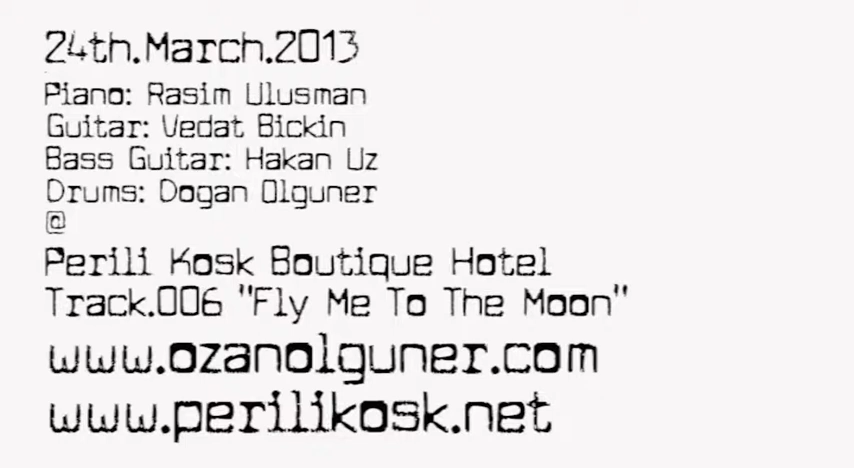 24th.March.2013
Piano: Rasim Ulusman
Guitar: Vedat Bickin
Bass Guitar: Hakan Uz
Drums: Dogan Olguner
@
Perili Kosk Boutique Hotel
Track.006 "Fly Me To The Moon"
www.ozanolguner.com
www.perilikosk.net